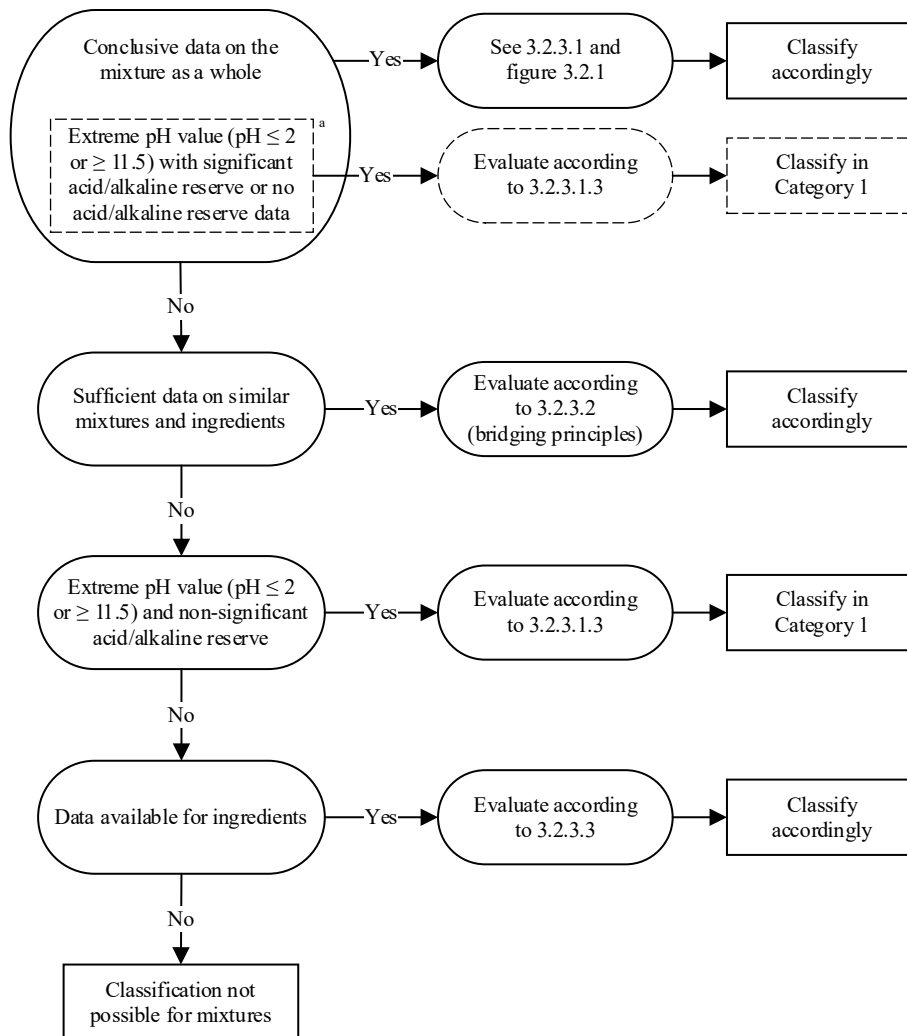 Conclusive data on the
mixture as a whole
Yes
See 3.2.3.1 and
figure 3.2.1
Classify
accordingly
Extreme pH value (pH ≤ 2
or ≥ 11.5) with significant
acid/alkaline reserve or no
acid/alkaline reserve data
a
Yes
Evaluate according
to 3.2.3.1.3
Classify in
Category 1
No
Sufficient data on similar
mixtures and ingredients
Yes
Evaluate according
to 3.2.3.2
(bridging principles)
Classify
accordingly
No
Extreme pH value (pH ≤ 2
or ≥ 11.5) and non-significant
acid/alkaline reserve
Yes
Evaluate according
to 3.2.3.1.3
Classify in
Category 1
No
Data available for ingredients
Yes
Evaluate according
to 3.2.3.3
Classify
accordingly
No
Classification not
possible for mixtures